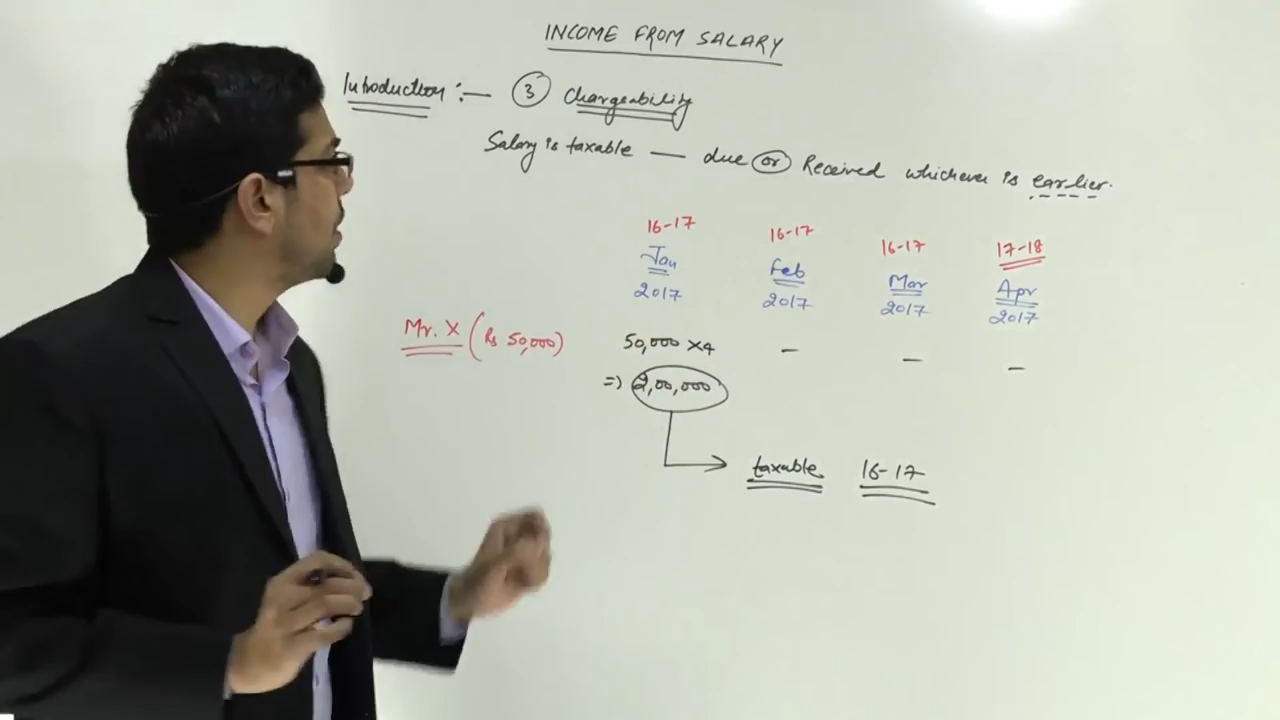 INCOME FROM SALARY
Introduction :— ③ Chargeability
Salary is taxable — due or Received whichever is earlier.
16-17 16-17 16-17 17-18
Jan Feb Mar Apr
2017 2017 2017 2017
Mr. X (Rs 50,000) 50,000 x4 — — —
=) 2,00,000
taxable 16-17